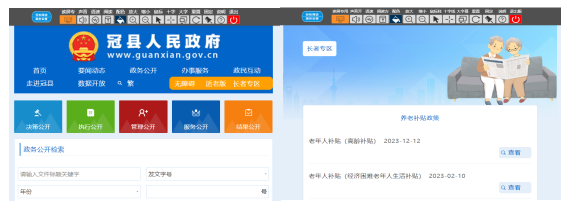 冠县人民政府
www.guanxian.gov.cn
首页 要闻动态 政务公开 办事服务 政民互动
走进冠县 数据开放 繁 无障碍 适老版 长者专区
决策公开 执行公开 管理公开 服务公开 结果公开
政务公开检索
请输入文件标题关键字 发文字号
年份 号
长者专区
养老补贴政策
老年人补贴（高龄补贴） 2023-12-12
查看
老年人补贴（经济困难老年人生活补贴） 2023-02-10
查看